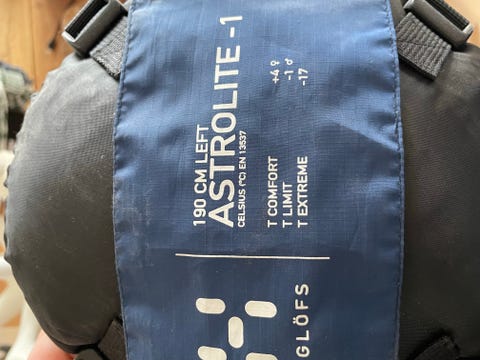 190 CM LEFT
ASTROLITE -1
CELSIUS (°C) EN 13537
T COMFORT +4 ♀
T LIMIT -1 ♂
T EXTREME -17
GLÖFS